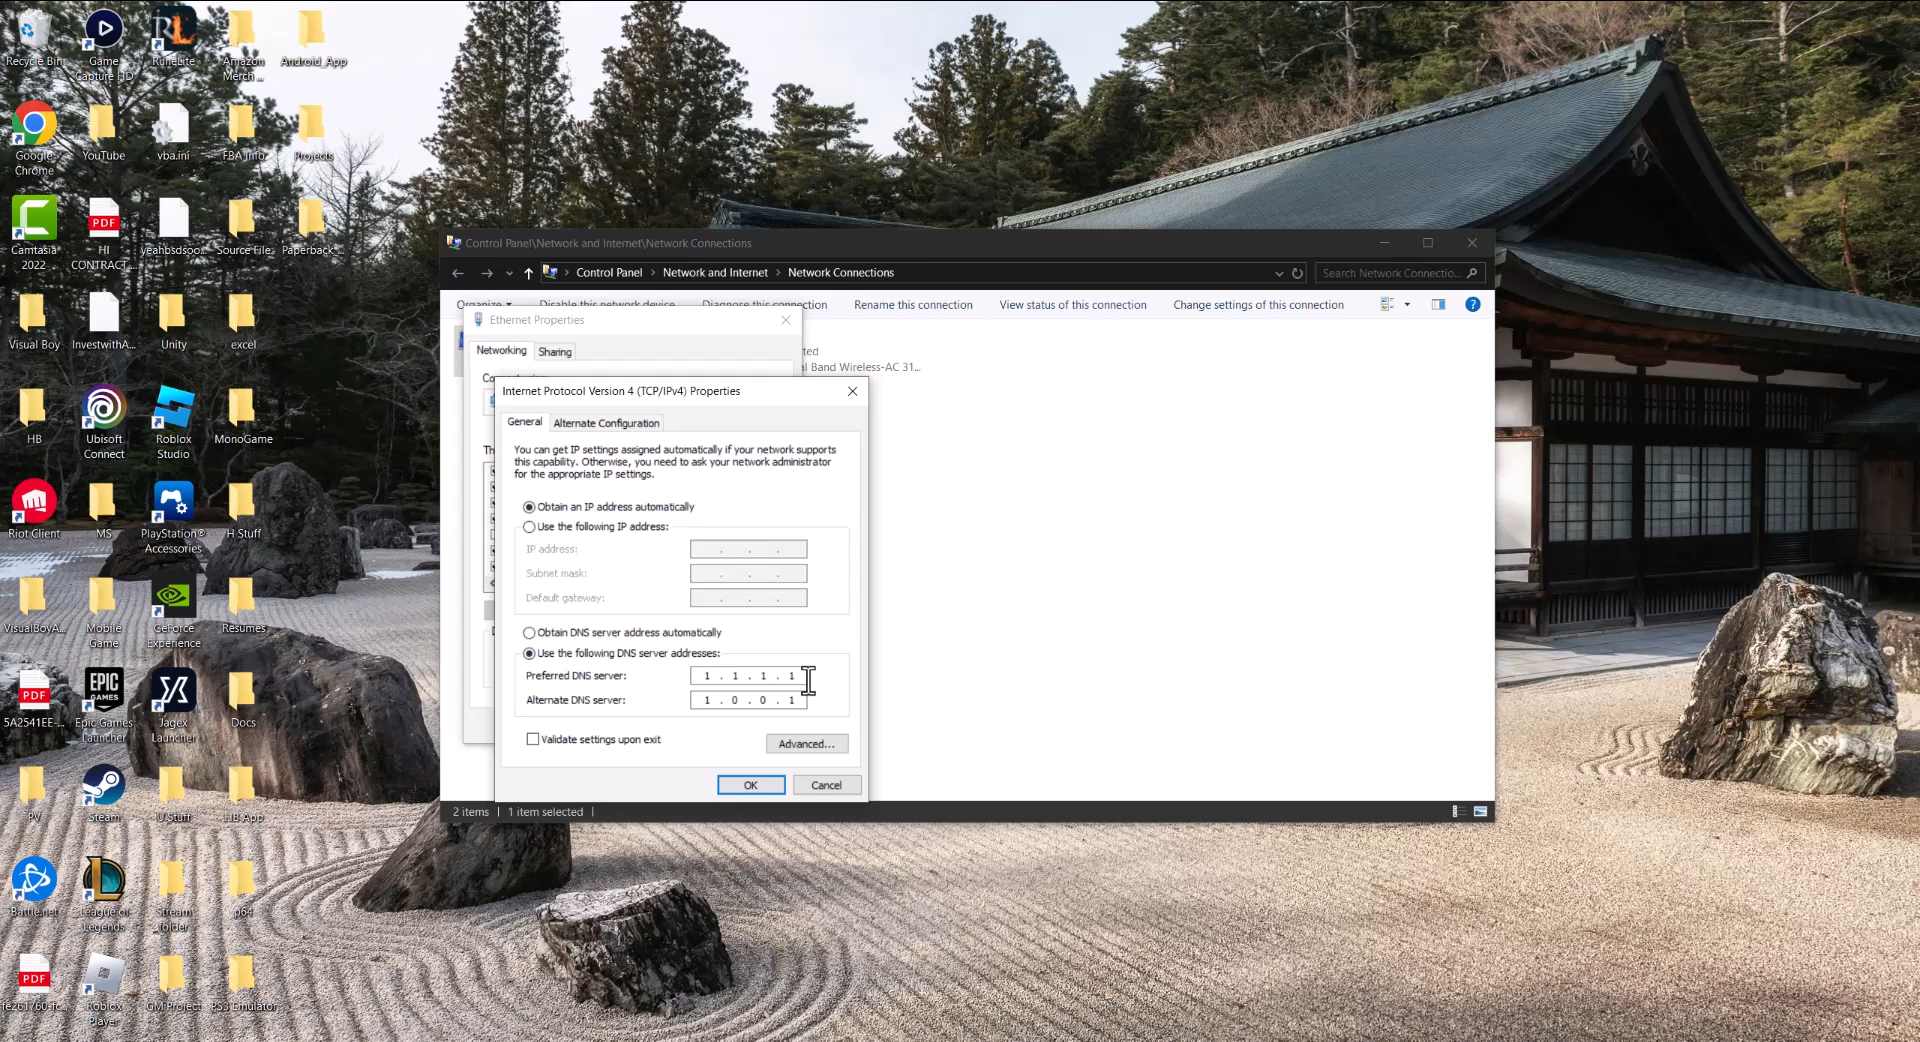 Recycle Bin
Game
Capture HD
RuneLite
Amazon
Merch ...
Android_App
Google
Chrome
YouTube
vba.ini
FBA Info
Projects
Camtasia
2022
PDF
HI
CONTRACT...
yeahbsdsoo...
Source File
Paperback ...
Visual Boy
InvestwithA...
Unity
excel
HB
Ubisoft
Connect
Roblox
Studio
MonoGame
Riot Client
MS
PlayStation®
Accessories
H Stuff
VisualBoyA...
Mobile
Game
GeForce
Experience
Resumes
PDF
5A2541EE-...
EPIC
GAMES
Epic Games
Launcher
Jagex
Launcher
Docs
PV
Steam
U.Stuff
HB App
Battle.net
League of
Legends
Stream
folder
p64
PDF
Roblox
Player
GM Project
PS3 Emulator
Control Panel\Network and Internet\Network Connections
Control Panel > Network and Internet > Network Connections
Search Network Connectio...
Organize
Disable this network device
Diagnose this connection
Rename this connection
View status of this connection
Change settings of this connection
Ethernet Properties
Networking
Sharing
Co
Th
ted
al Band Wireless-AC 31...
Internet Protocol Version 4 (TCP/IPv4) Properties
General
Alternate Configuration
You can get IP settings assigned automatically if your network supports
this capability. Otherwise, you need to ask your network administrator
for the appropriate IP settings.
Obtain an IP address automatically
Use the following IP address:
IP address:
Subnet mask:
Default gateway:
Obtain DNS server address automatically
Use the following DNS server addresses:
Preferred DNS server: 1 . 1 . 1 . 1
Alternate DNS server: 1 . 0 . 0 . 1
Validate settings upon exit
Advanced...
OK
Cancel
2 items
1 item selected